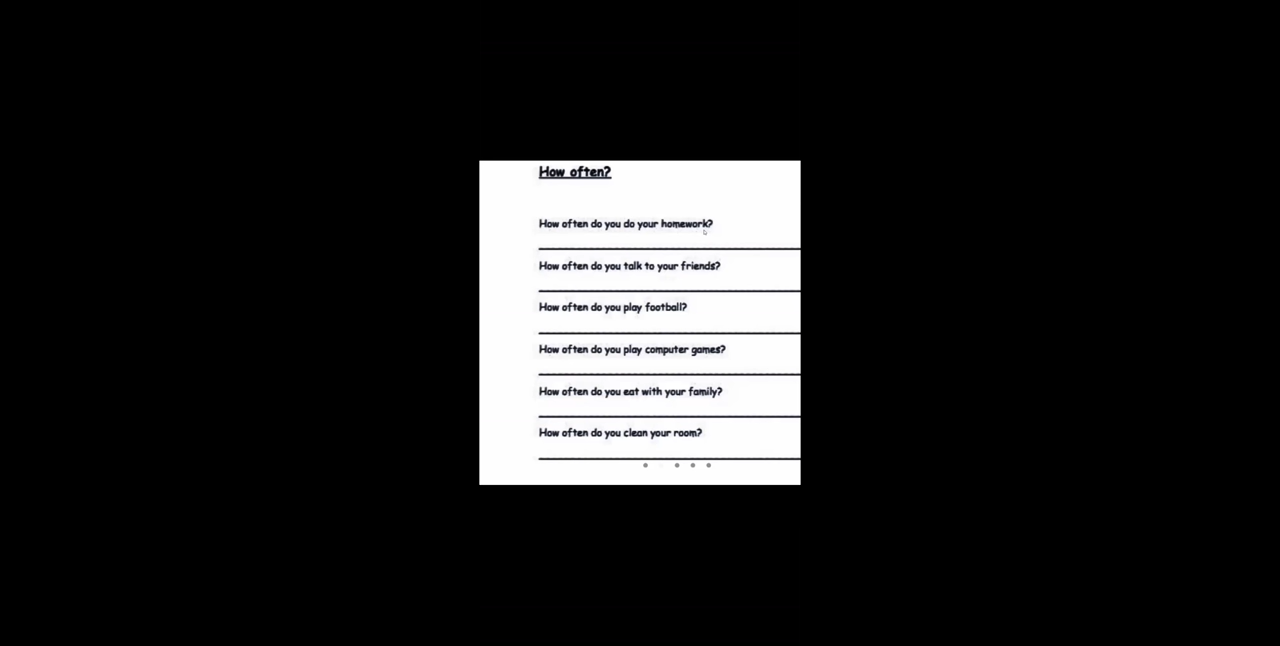 How often?
How often do you do your homework?
How often do you talk to your friends?
How often do you play football?
How often do you play computer games?
How often do you eat with your family?
How often do you clean your room?